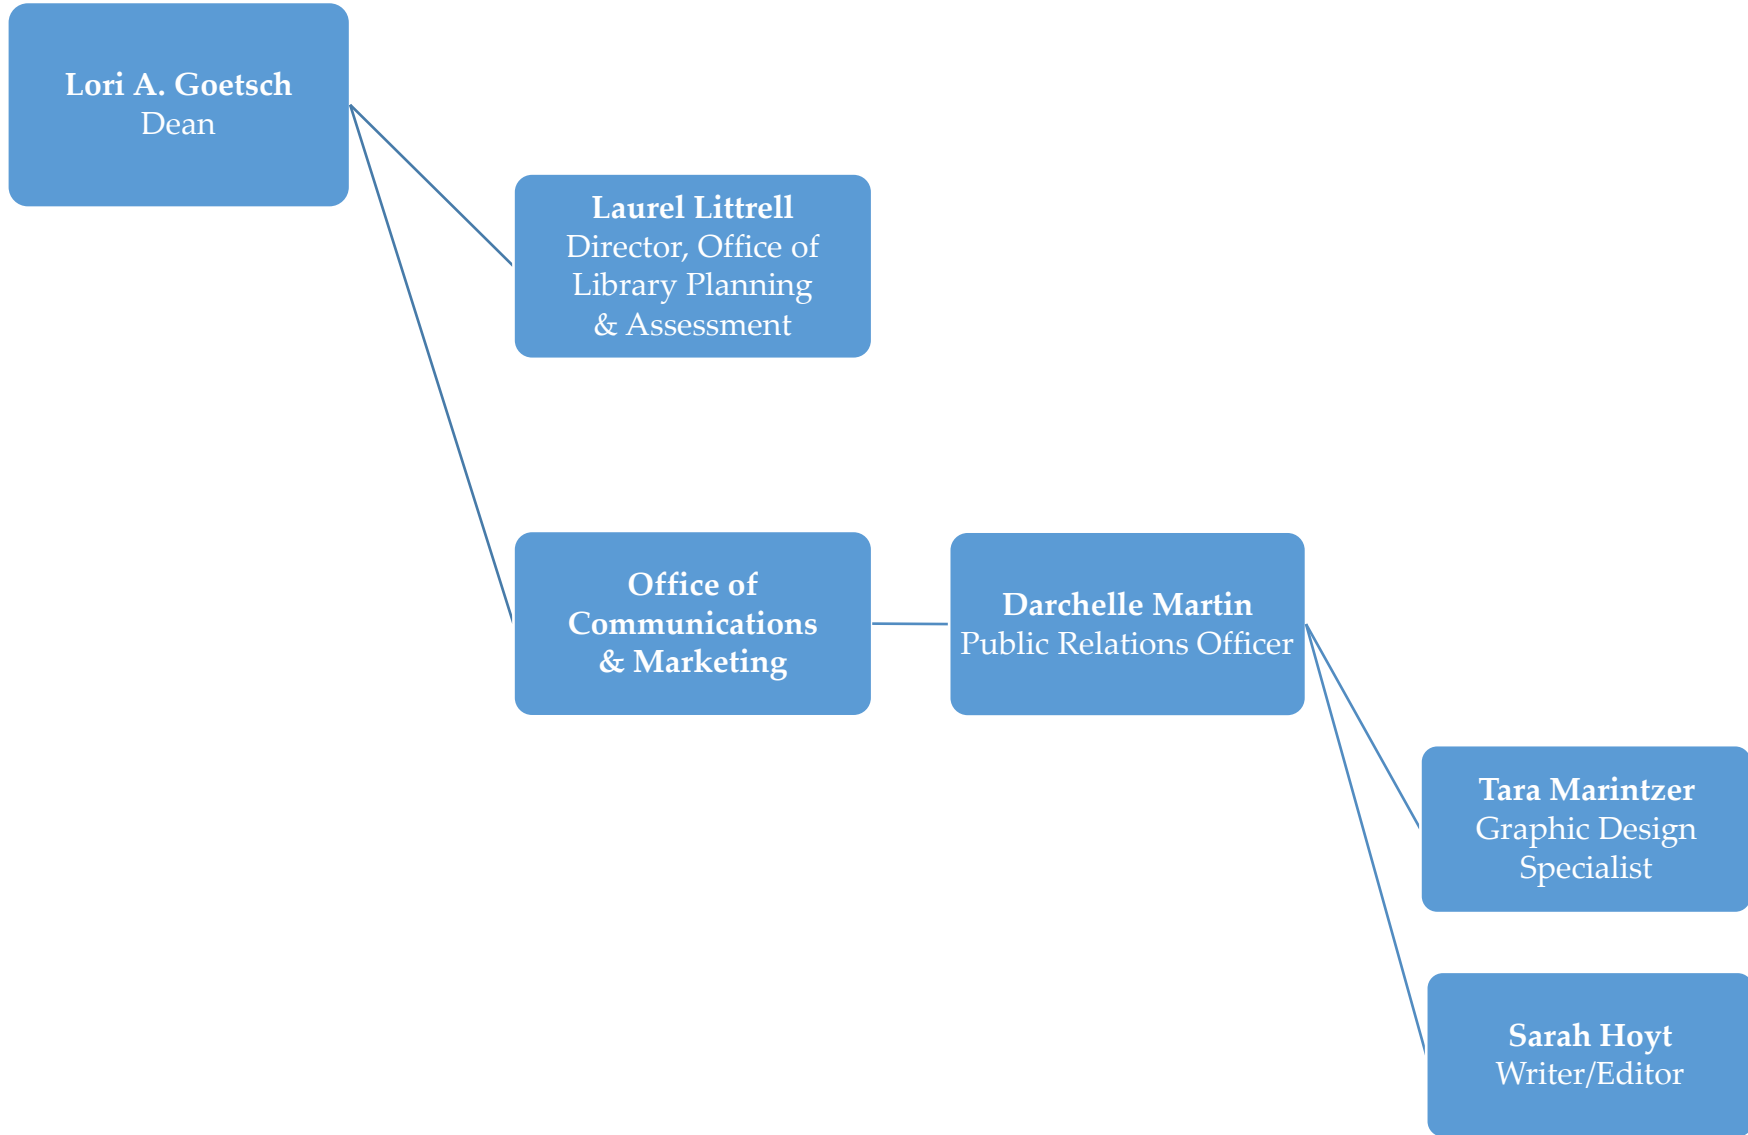 Lori A. Goetsch
Dean
Laurel Littrell
Director, Office of
Library Planning
& Assessment
Office of
Communications
& Marketing
Darchelle Martin
Public Relations Officer
Tara Marintzer
Graphic Design
Specialist
Sarah Hoyt
Writer/Editor